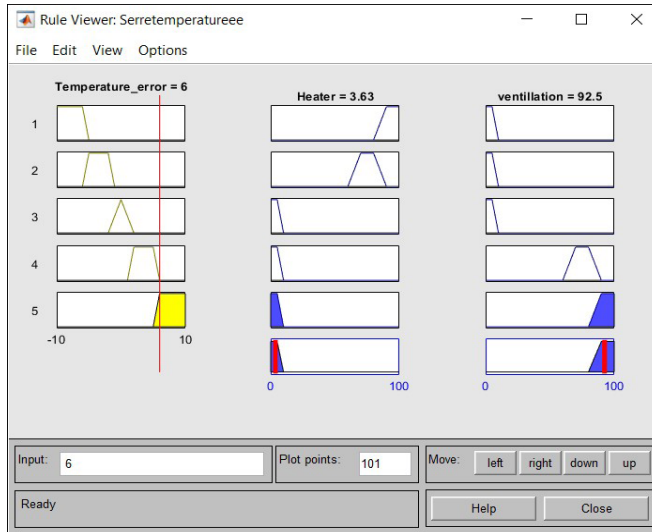 Rule Viewer: Serretemperatureee
File Edit View Options
Temperature_error = 6
Heater = 3.63
ventillation = 92.5
1
2
3
4
5
-10 10
0 100
0 100
Input: 6
Plot points: 101
Move: left right down up
Ready
Help Close